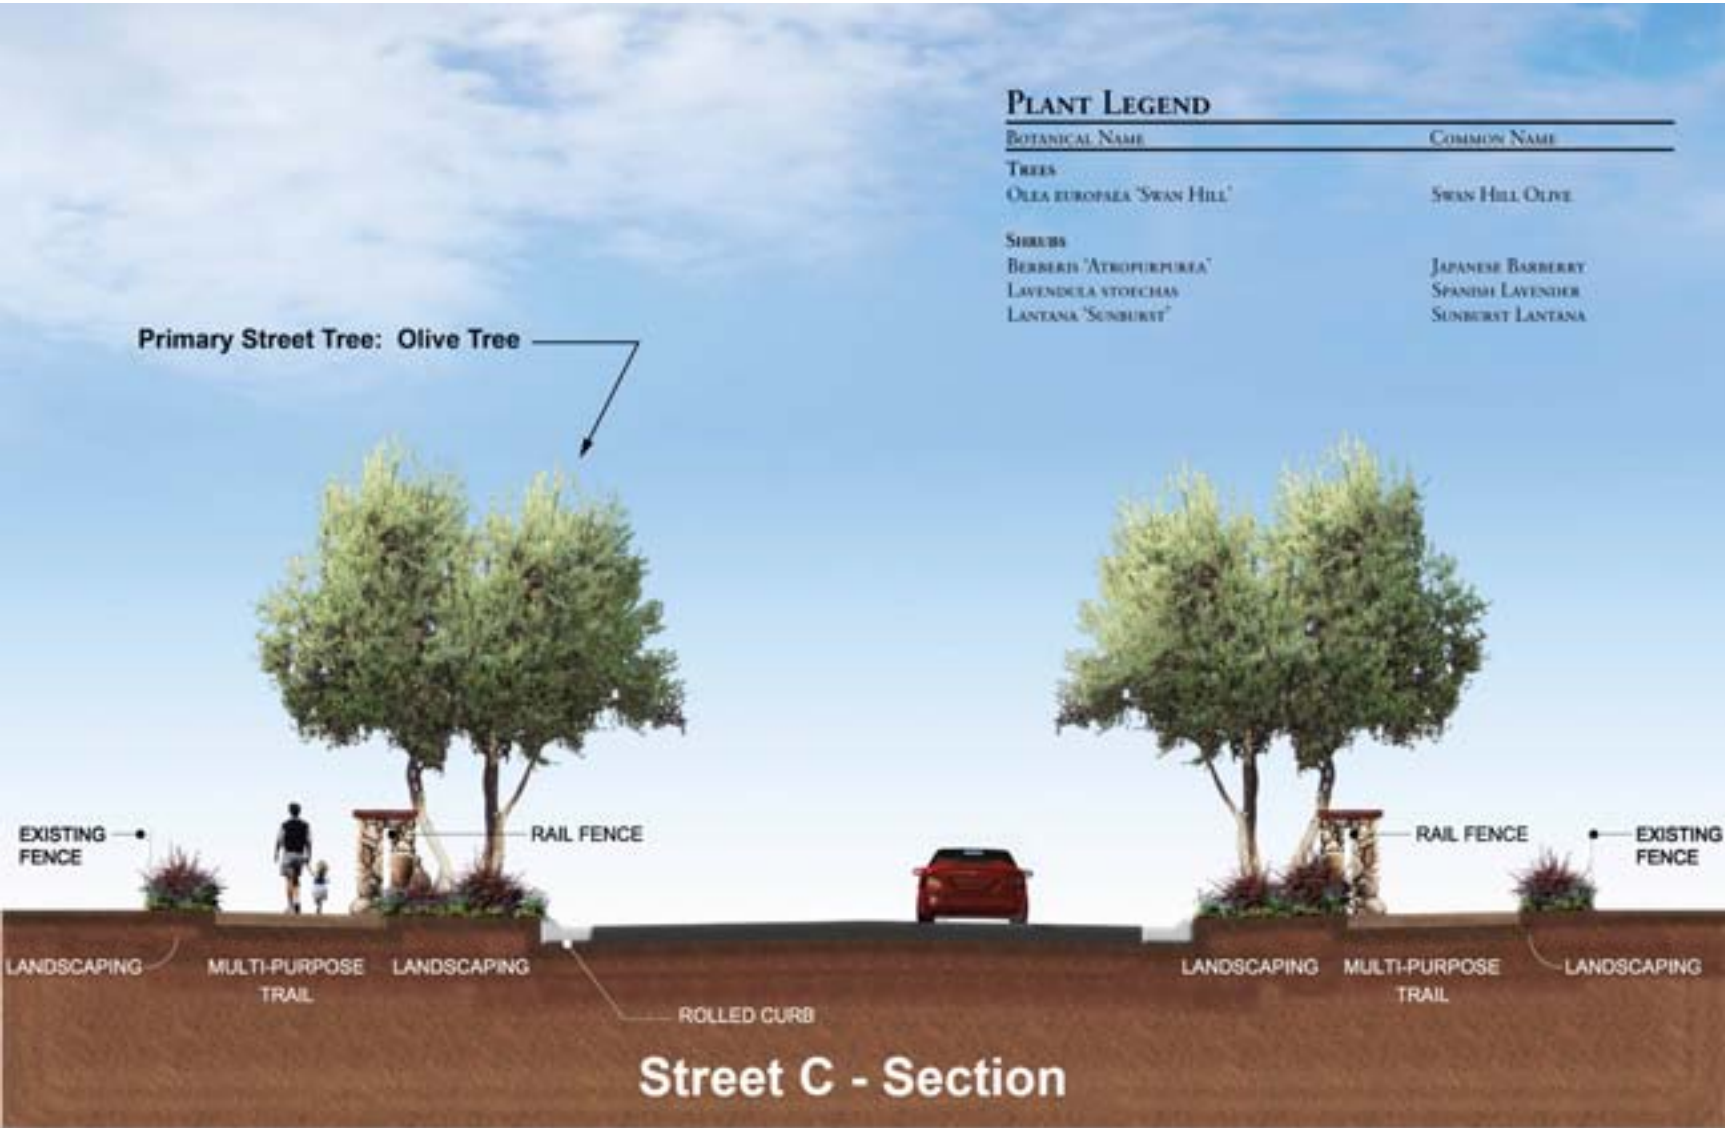 PLANT LEGEND
BOTANICAL NAME COMMON NAME
TREES
OLEA EUROPAEA 'SWAN HILL' SWAN HILL OLIVE
SHRUBS
BERBERIS 'ATROPURPUREA' JAPANESE BARBERRY
LAVENDULA STOECHAS SPANISH LAVENDER
LANTANA 'SUNBURST' SUNBURST LANTANA
Primary Street Tree: Olive Tree
EXISTING
FENCE
RAIL FENCE
RAIL FENCE
EXISTING
FENCE
LANDSCAPING
MULTI-PURPOSE
TRAIL
LANDSCAPING
LANDSCAPING
MULTI-PURPOSE
TRAIL
LANDSCAPING
ROLLED CURB
Street C - Section